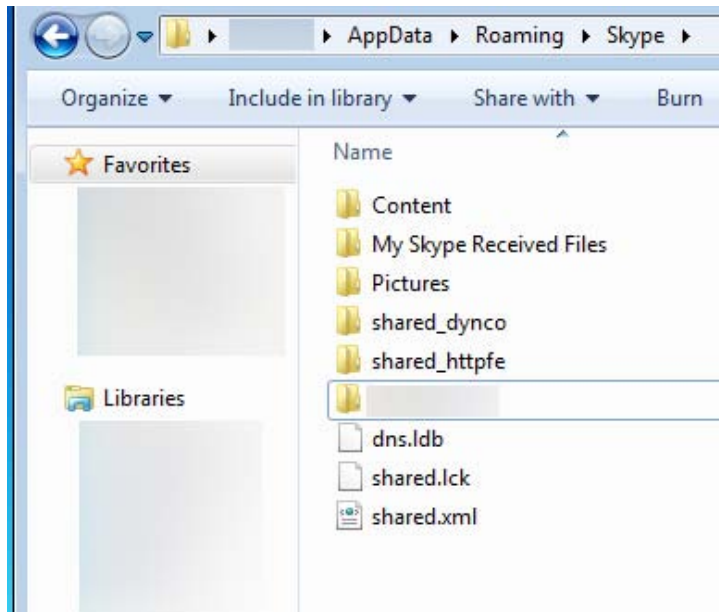 AppData Roaming Skype
Organize Include in library Share with Burn
Name
Favorites
Content
My Skype Received Files
Pictures
shared_dynco
shared_httpfe
Libraries
dns.ldb
shared.lck
shared.xml